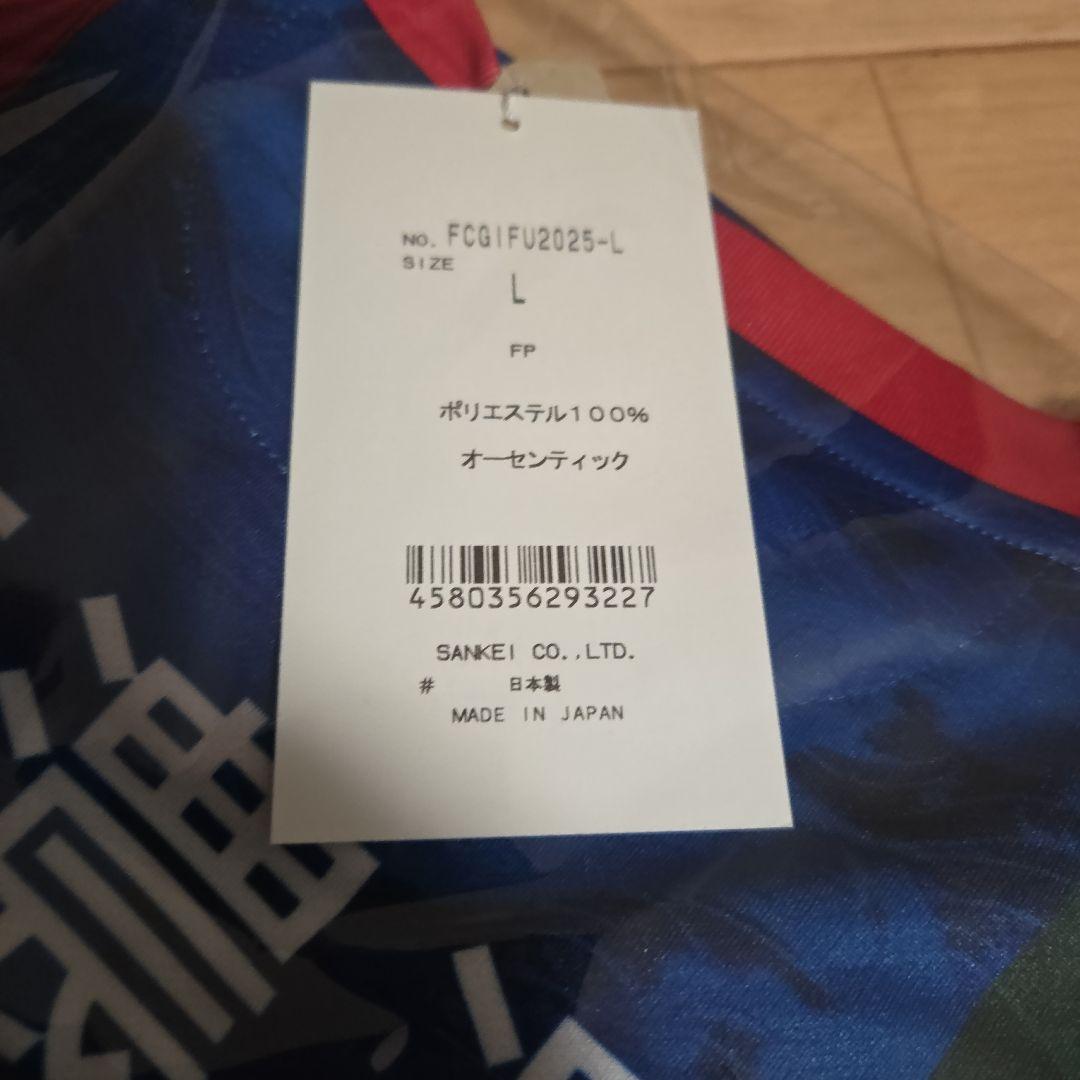 NO. FCGIFU2025-L
SIZE
L
FP
ポリエステル100%
オーセンティック
4580356293227
SANKEI CO.,LTD.
# 日本製
MADE IN JAPAN